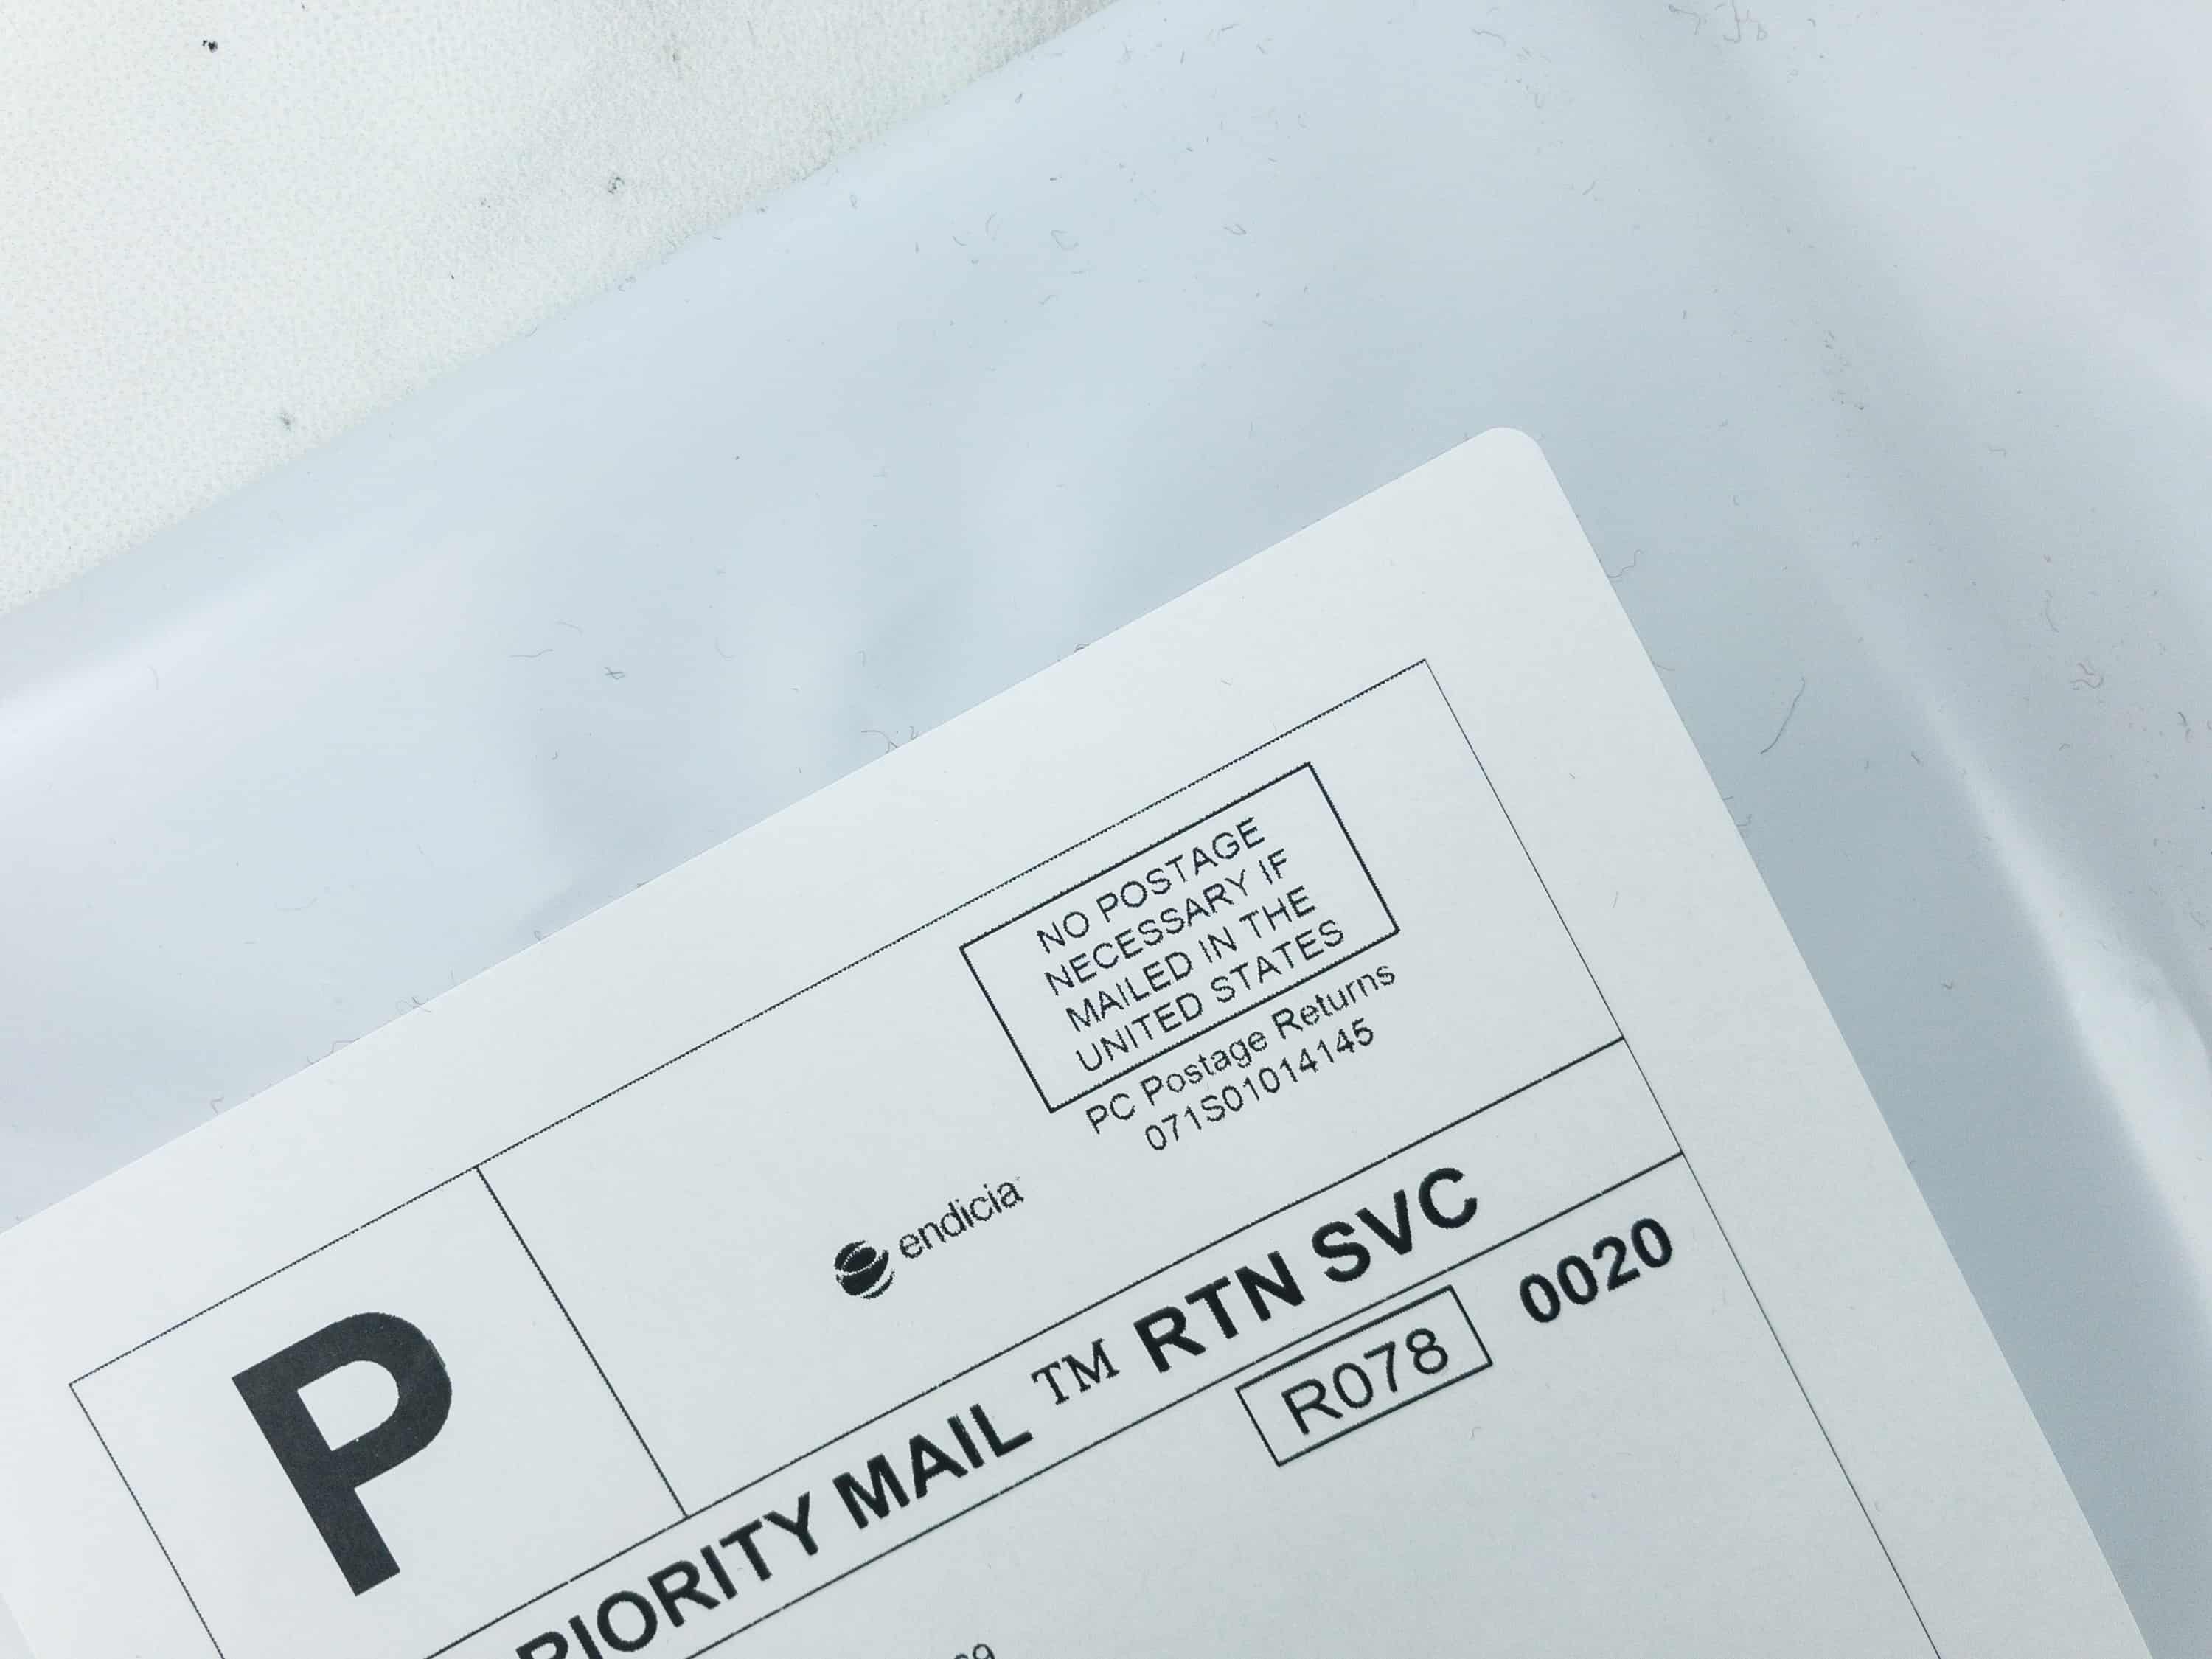 NO POSTAGE
NECESSARY IF
MAILED IN THE
UNITED STATES
PC Postage Returns
071S01014145
endicia
P
PRIORITY MAIL ™ RTN SVC
R078 0020